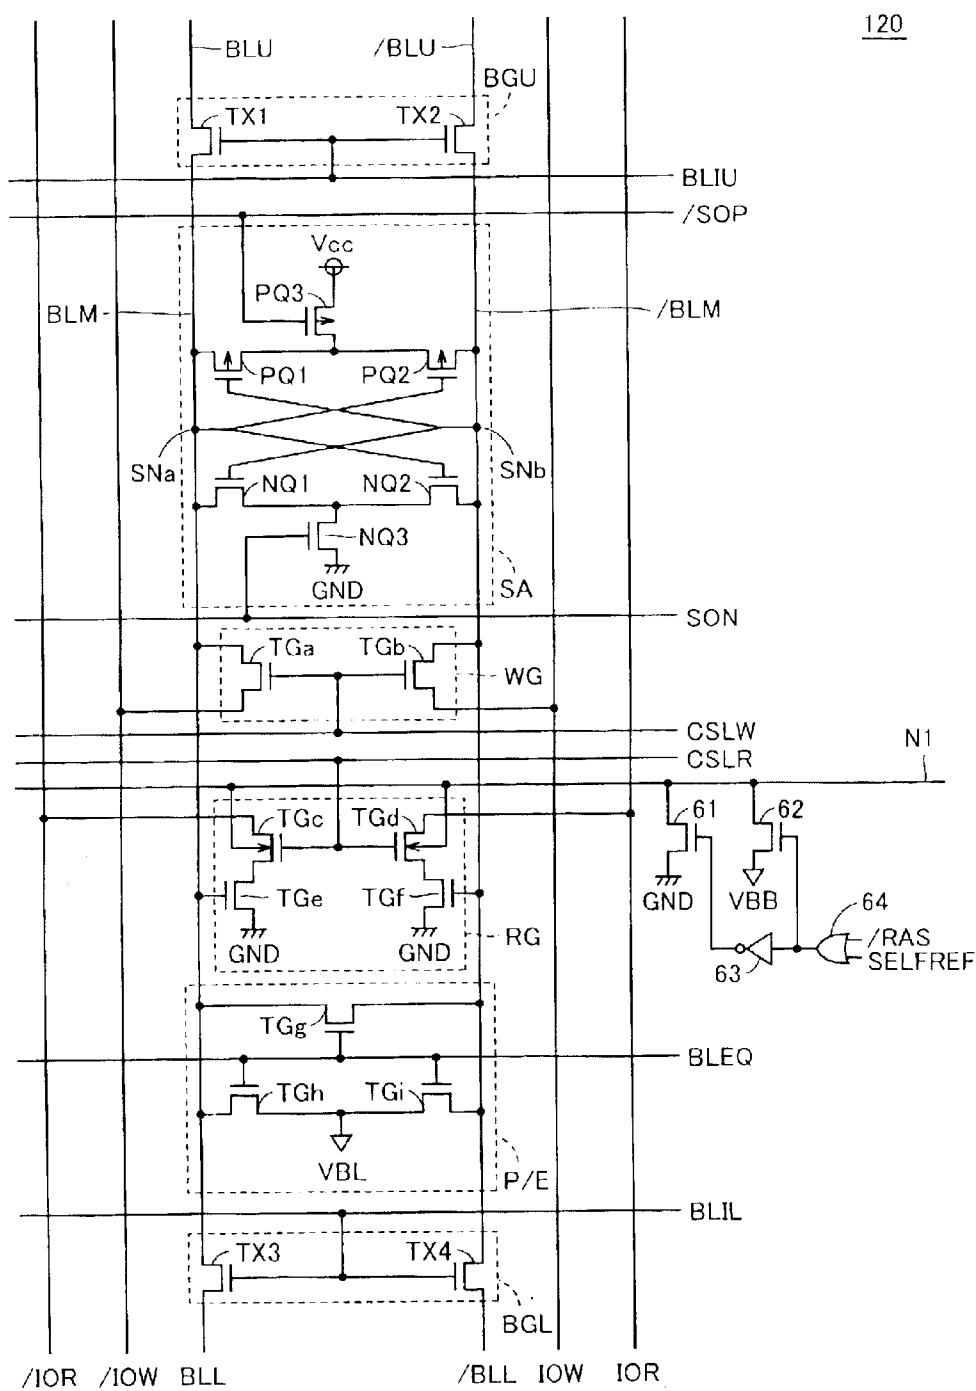 120
BLU /BLU
BGU
TX1 TX2
BLIU
/SOP
Vcc
PQ3
BLM /BLM
PQ1 PQ2
SNa SNb
NQ1 NQ2
NQ3
GND SA
SON
TGa TGb
WG
CSLW
CSLR
N1
TGc TGd 61 62
GND VBB
TGe TGf 64
GND GND RG
/RAS
63 SELFREF
TGg
BLEQ
TGh TGi
VBL P/E
BLIL
TX3 TX4
BGL
/IOR /IOW BLL /BLL IOW IOR